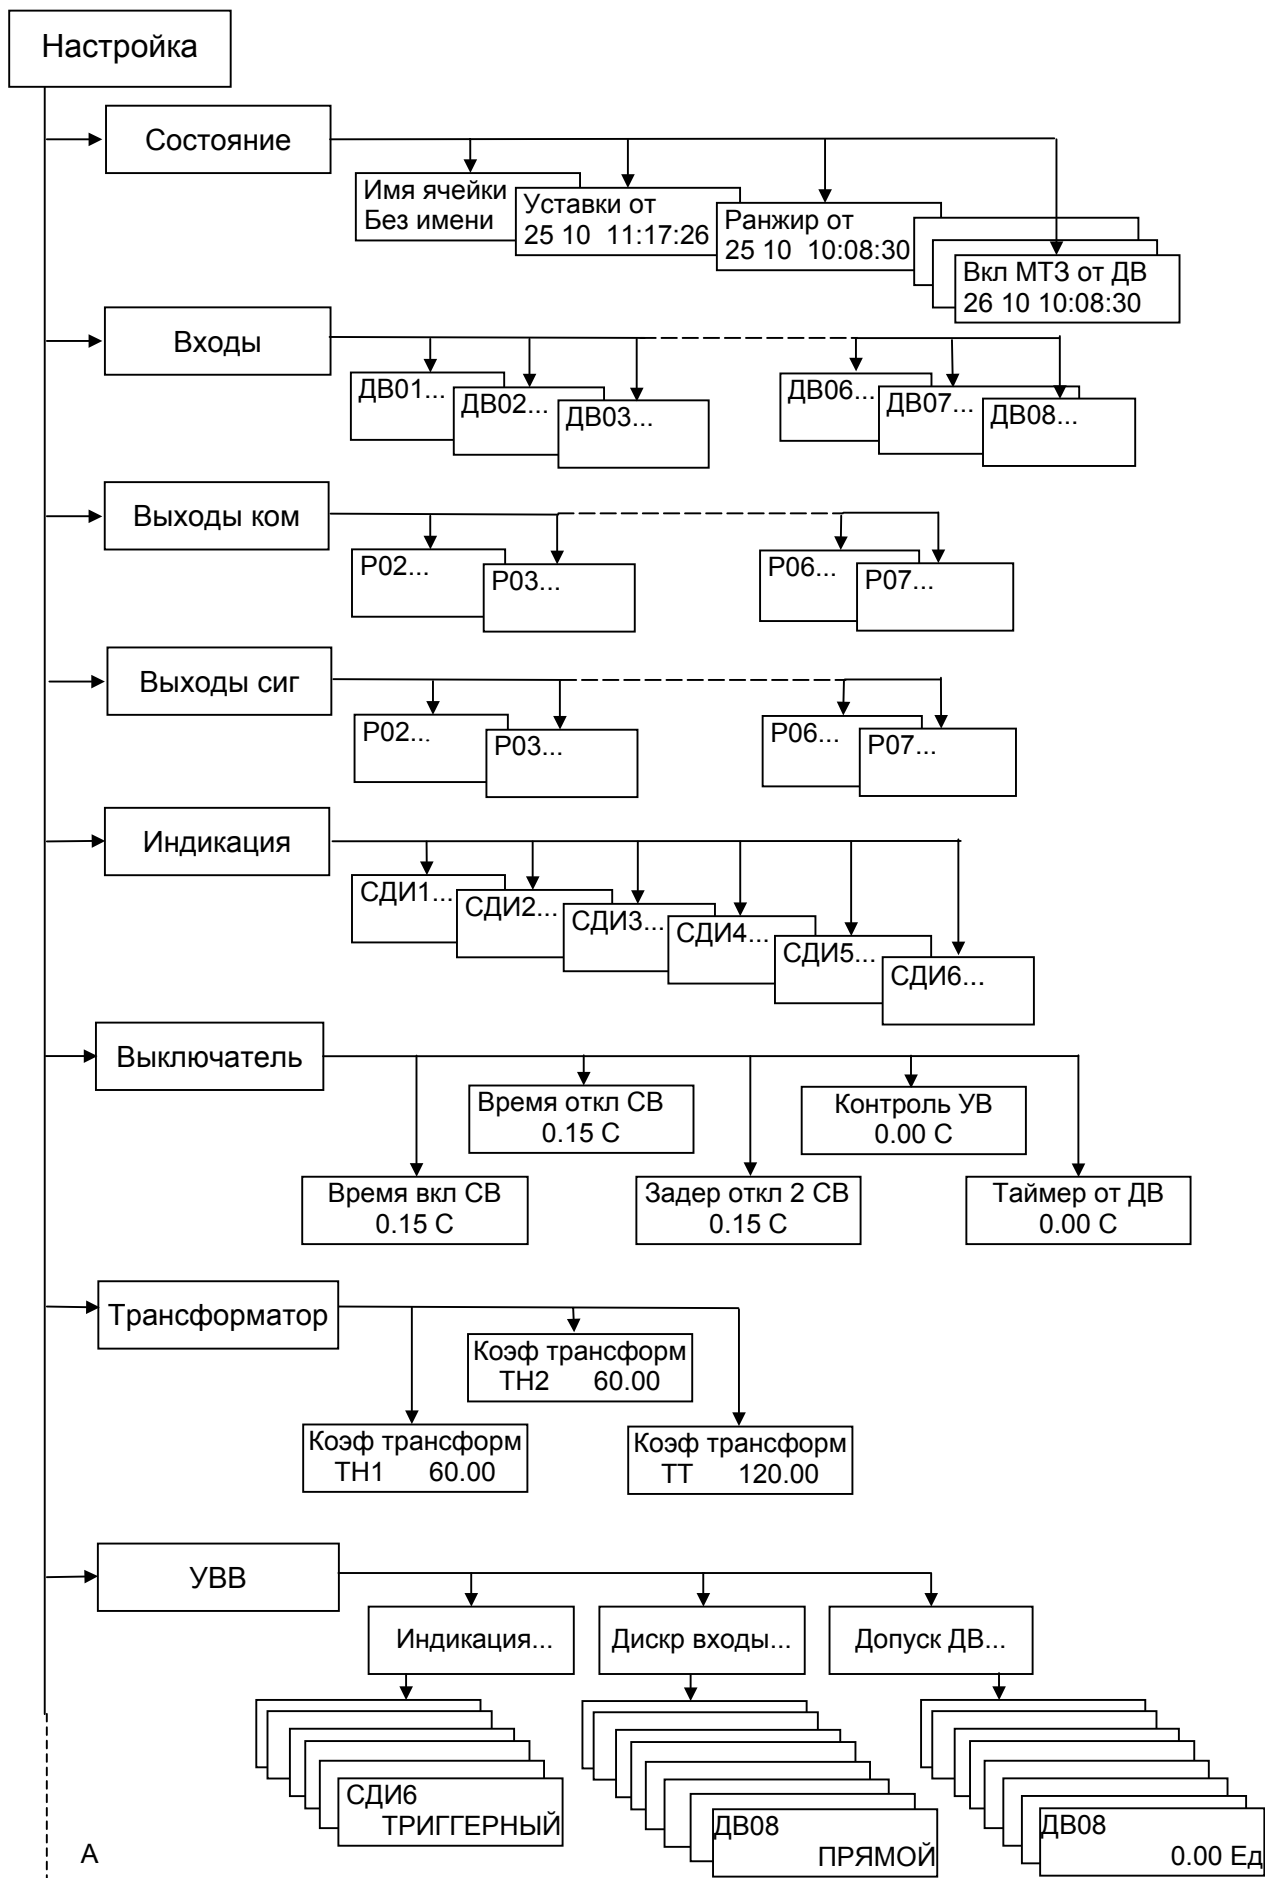 Настройка
Состояние
Имя ячейки
Без имени
Уставки от
25 10 11:17:26
Ранжир от
25 10 10:08:30
Вкл МТЗ от ДВ
26 10 10:08:30
Входы
ДВ01...
ДВ02...
ДВ03...
ДВ06...
ДВ07...
ДВ08...
Выходы ком
Р02...
Р03...
Р06...
Р07...
Выходы сиг
Р02...
Р03...
Р06...
Р07...
Индикация
СДИ1...
СДИ2...
СДИ3...
СДИ4...
СДИ5...
СДИ6...
Выключатель
Время откл СВ
0.15 С
Контроль УВ
0.00 С
Время вкл СВ
0.15 С
Задер откл 2 СВ
0.15 С
Таймер от ДВ
0.00 С
Трансформатор
Коэф трансформ
ТН2 60.00
Коэф трансформ
ТН1 60.00
Коэф трансформ
ТТ 120.00
УВВ
Индикация...
Дискр входы...
Допуск ДВ...
СДИ6
ТРИГГЕРНЫЙ
ДВ08
ПРЯМОЙ
ДВ08
0.00 Ед
А